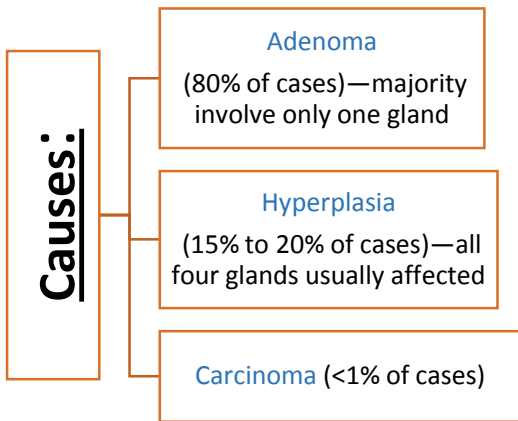 Causes:
Adenoma
(80% of cases)—majority
involve only one gland
Hyperplasia
(15% to 20% of cases)—all
four glands usually affected
Carcinoma (<1% of cases)